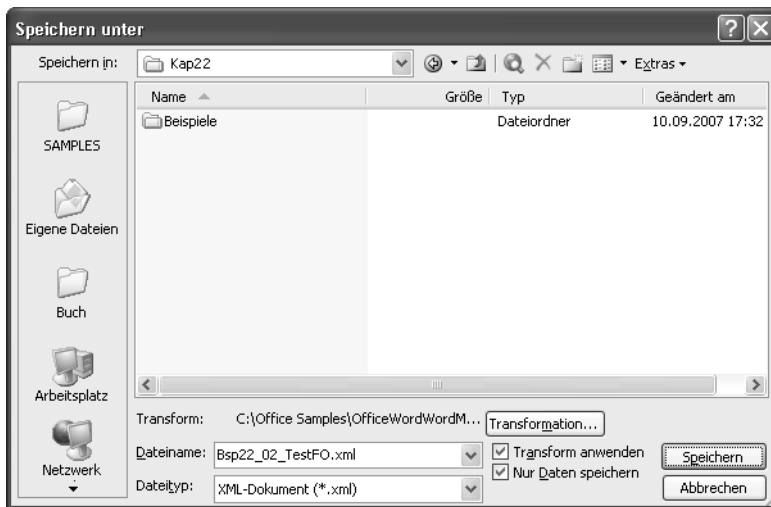 Speichern unter
Speichern in: Kap22 Extras
Name Größe Typ Geändert am
Beispiele Dateiordner 10.09.2007 17:32
SAMPLES
Eigene Dateien
Buch
Arbeitsplatz
Netzwerk
Transform: C:\Office Samples\OfficeWordWordM... Transformation...
Dateiname: Bsp22_02_TestFO.xml Transform anwenden Speichern
Nur Daten speichern
Dateityp: XML-Dokument (*.xml) Abbrechen